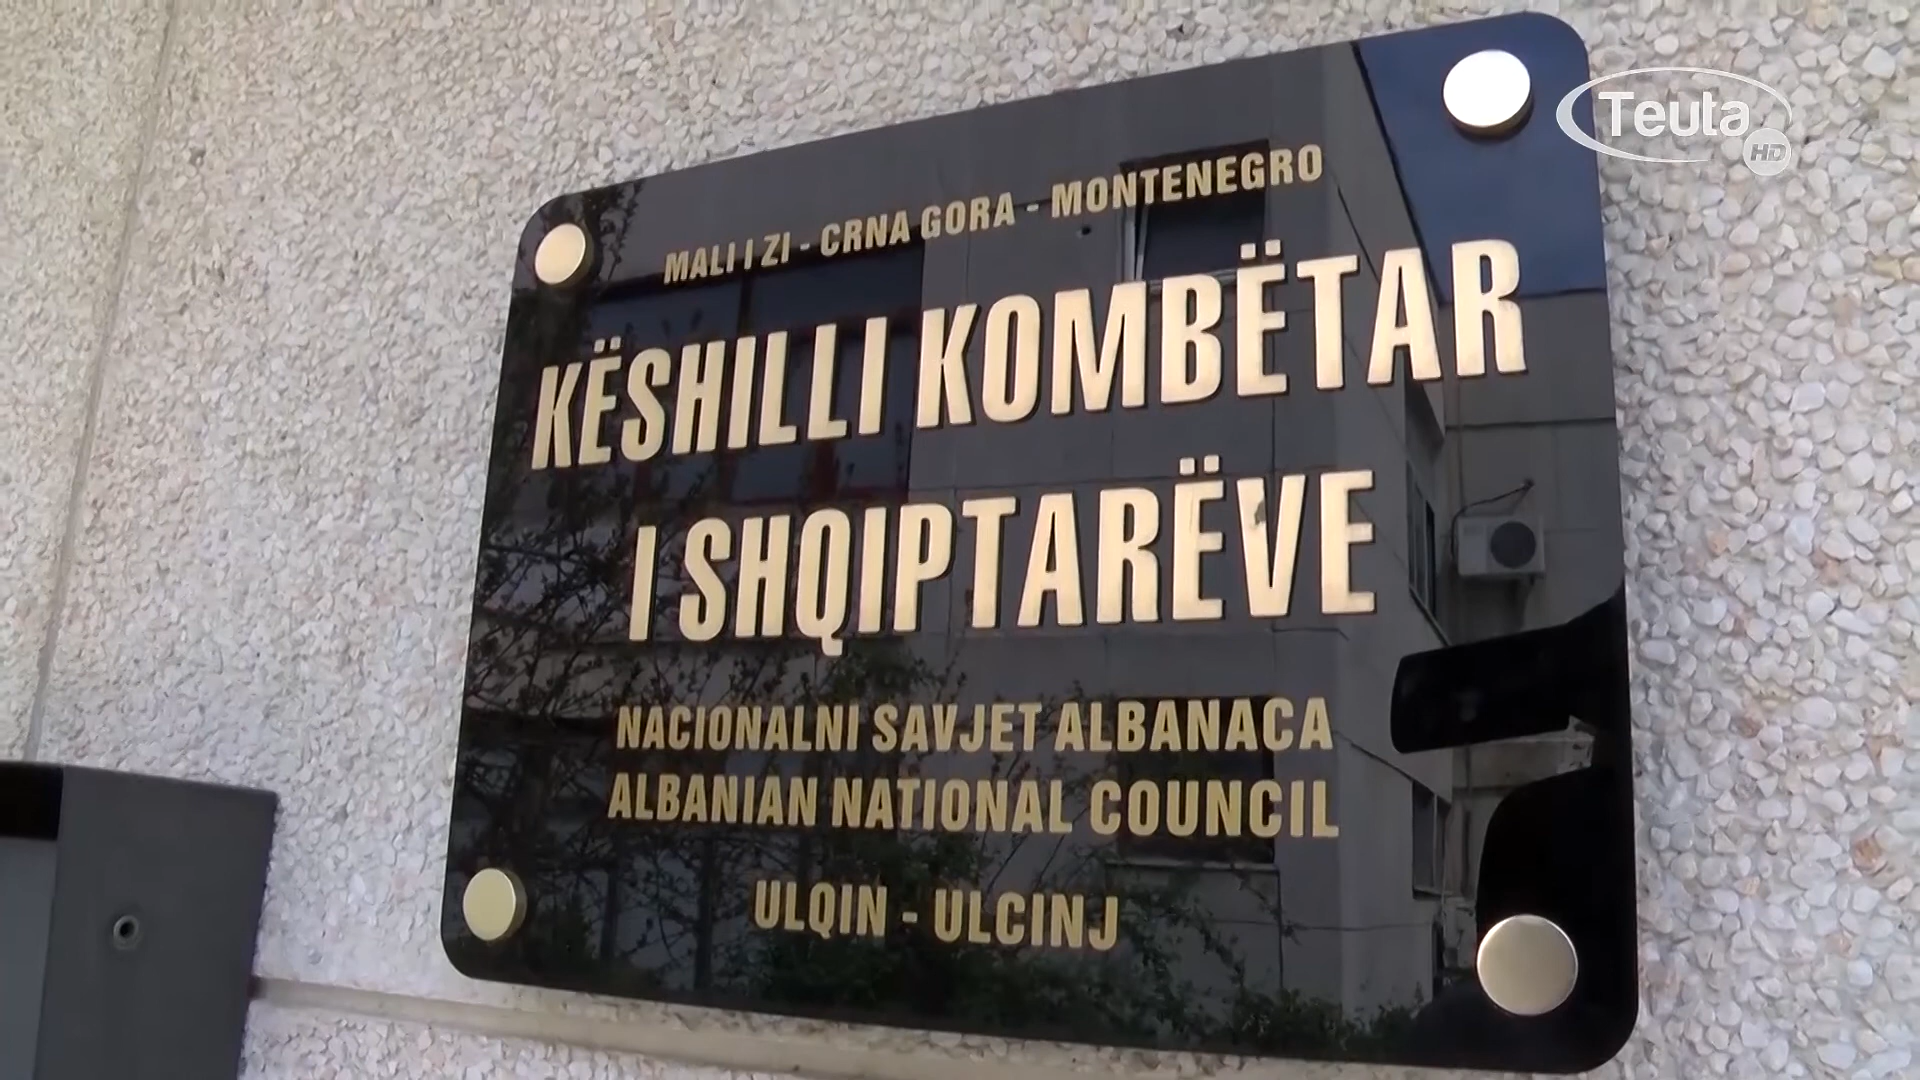 Teuta
HD
MALI I ZI - CRNA GORA - MONTENEGRO
KËSHILLI KOMBËTAR
I SHQIPTARËVE
NACIONALNI SAVJET ALBANACA
ALBANIAN NATIONAL COUNCIL
ULQIN - ULCINJ